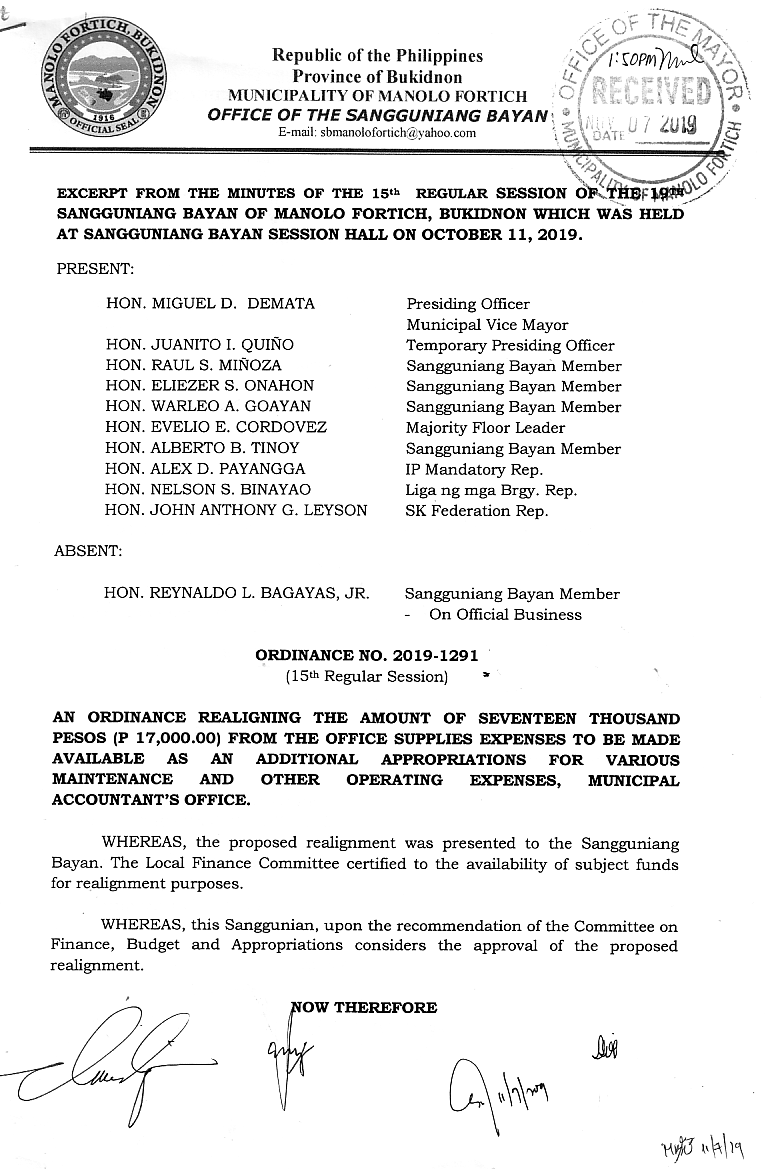 MANOLO FORTICH, BUKIDNON
1916
OFFICIAL SEAL
Republic of the Philippines
Province of Bukidnon
MUNICIPALITY OF MANOLO FORTICH
OFFICE OF THE SANGGUNIANG BAYAN
E-mail: sbmanolofortich@yahoo.com
OFFICE OF THE MAYOR
1:50PM
RECEIVED
NOV 07 2019
DATE
MUNICIPALITY OF MANOLO FORTICH
EXCERPT FROM THE MINUTES OF THE 15th REGULAR SESSION OF THE 19th
SANGGUNIANG BAYAN OF MANOLO FORTICH, BUKIDNON WHICH WAS HELD
AT SANGGUNIANG BAYAN SESSION HALL ON OCTOBER 11, 2019.
PRESENT:
HON. MIGUEL D. DEMATA Presiding Officer
Municipal Vice Mayor
HON. JUANITO I. QUIÑO Temporary Presiding Officer
HON. RAUL S. MIÑOZA Sangguniang Bayan Member
HON. ELIEZER S. ONAHON Sangguniang Bayan Member
HON. WARLEO A. GOAYAN Sangguniang Bayan Member
HON. EVELIO E. CORDOVEZ Majority Floor Leader
HON. ALBERTO B. TINOY Sangguniang Bayan Member
HON. ALEX D. PAYANGGA IP Mandatory Rep.
HON. NELSON S. BINAYAO Liga ng mga Brgy. Rep.
HON. JOHN ANTHONY G. LEYSON SK Federation Rep.
ABSENT:
HON. REYNALDO L. BAGAYAS, JR. Sangguniang Bayan Member
- On Official Business
ORDINANCE NO. 2019-1291
(15th Regular Session)
AN ORDINANCE REALIGNING THE AMOUNT OF SEVENTEEN THOUSAND
PESOS (P 17,000.00) FROM THE OFFICE SUPPLIES EXPENSES TO BE MADE
AVAILABLE AS AN ADDITIONAL APPROPRIATIONS FOR VARIOUS
MAINTENANCE AND OTHER OPERATING EXPENSES, MUNICIPAL
ACCOUNTANT'S OFFICE.
WHEREAS, the proposed realignment was presented to the Sangguniang
Bayan. The Local Finance Committee certified to the availability of subject funds
for realignment purposes.
WHEREAS, this Sanggunian, upon the recommendation of the Committee on
Finance, Budget and Appropriations considers the approval of the proposed
realignment.
NOW THEREFORE
11/7/2019
11/7/19